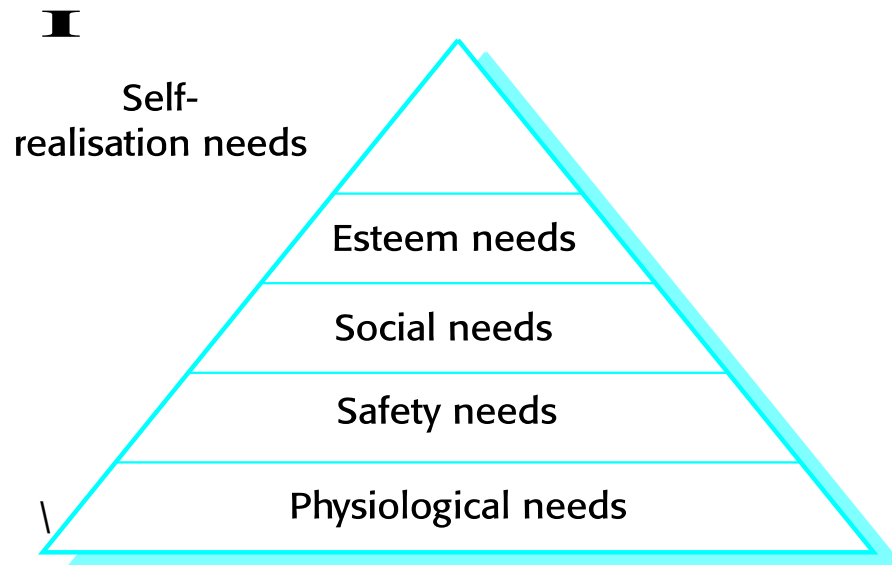 I
Self-
realisation needs
Esteem needs
Social needs
Safety needs
Physiological needs
\